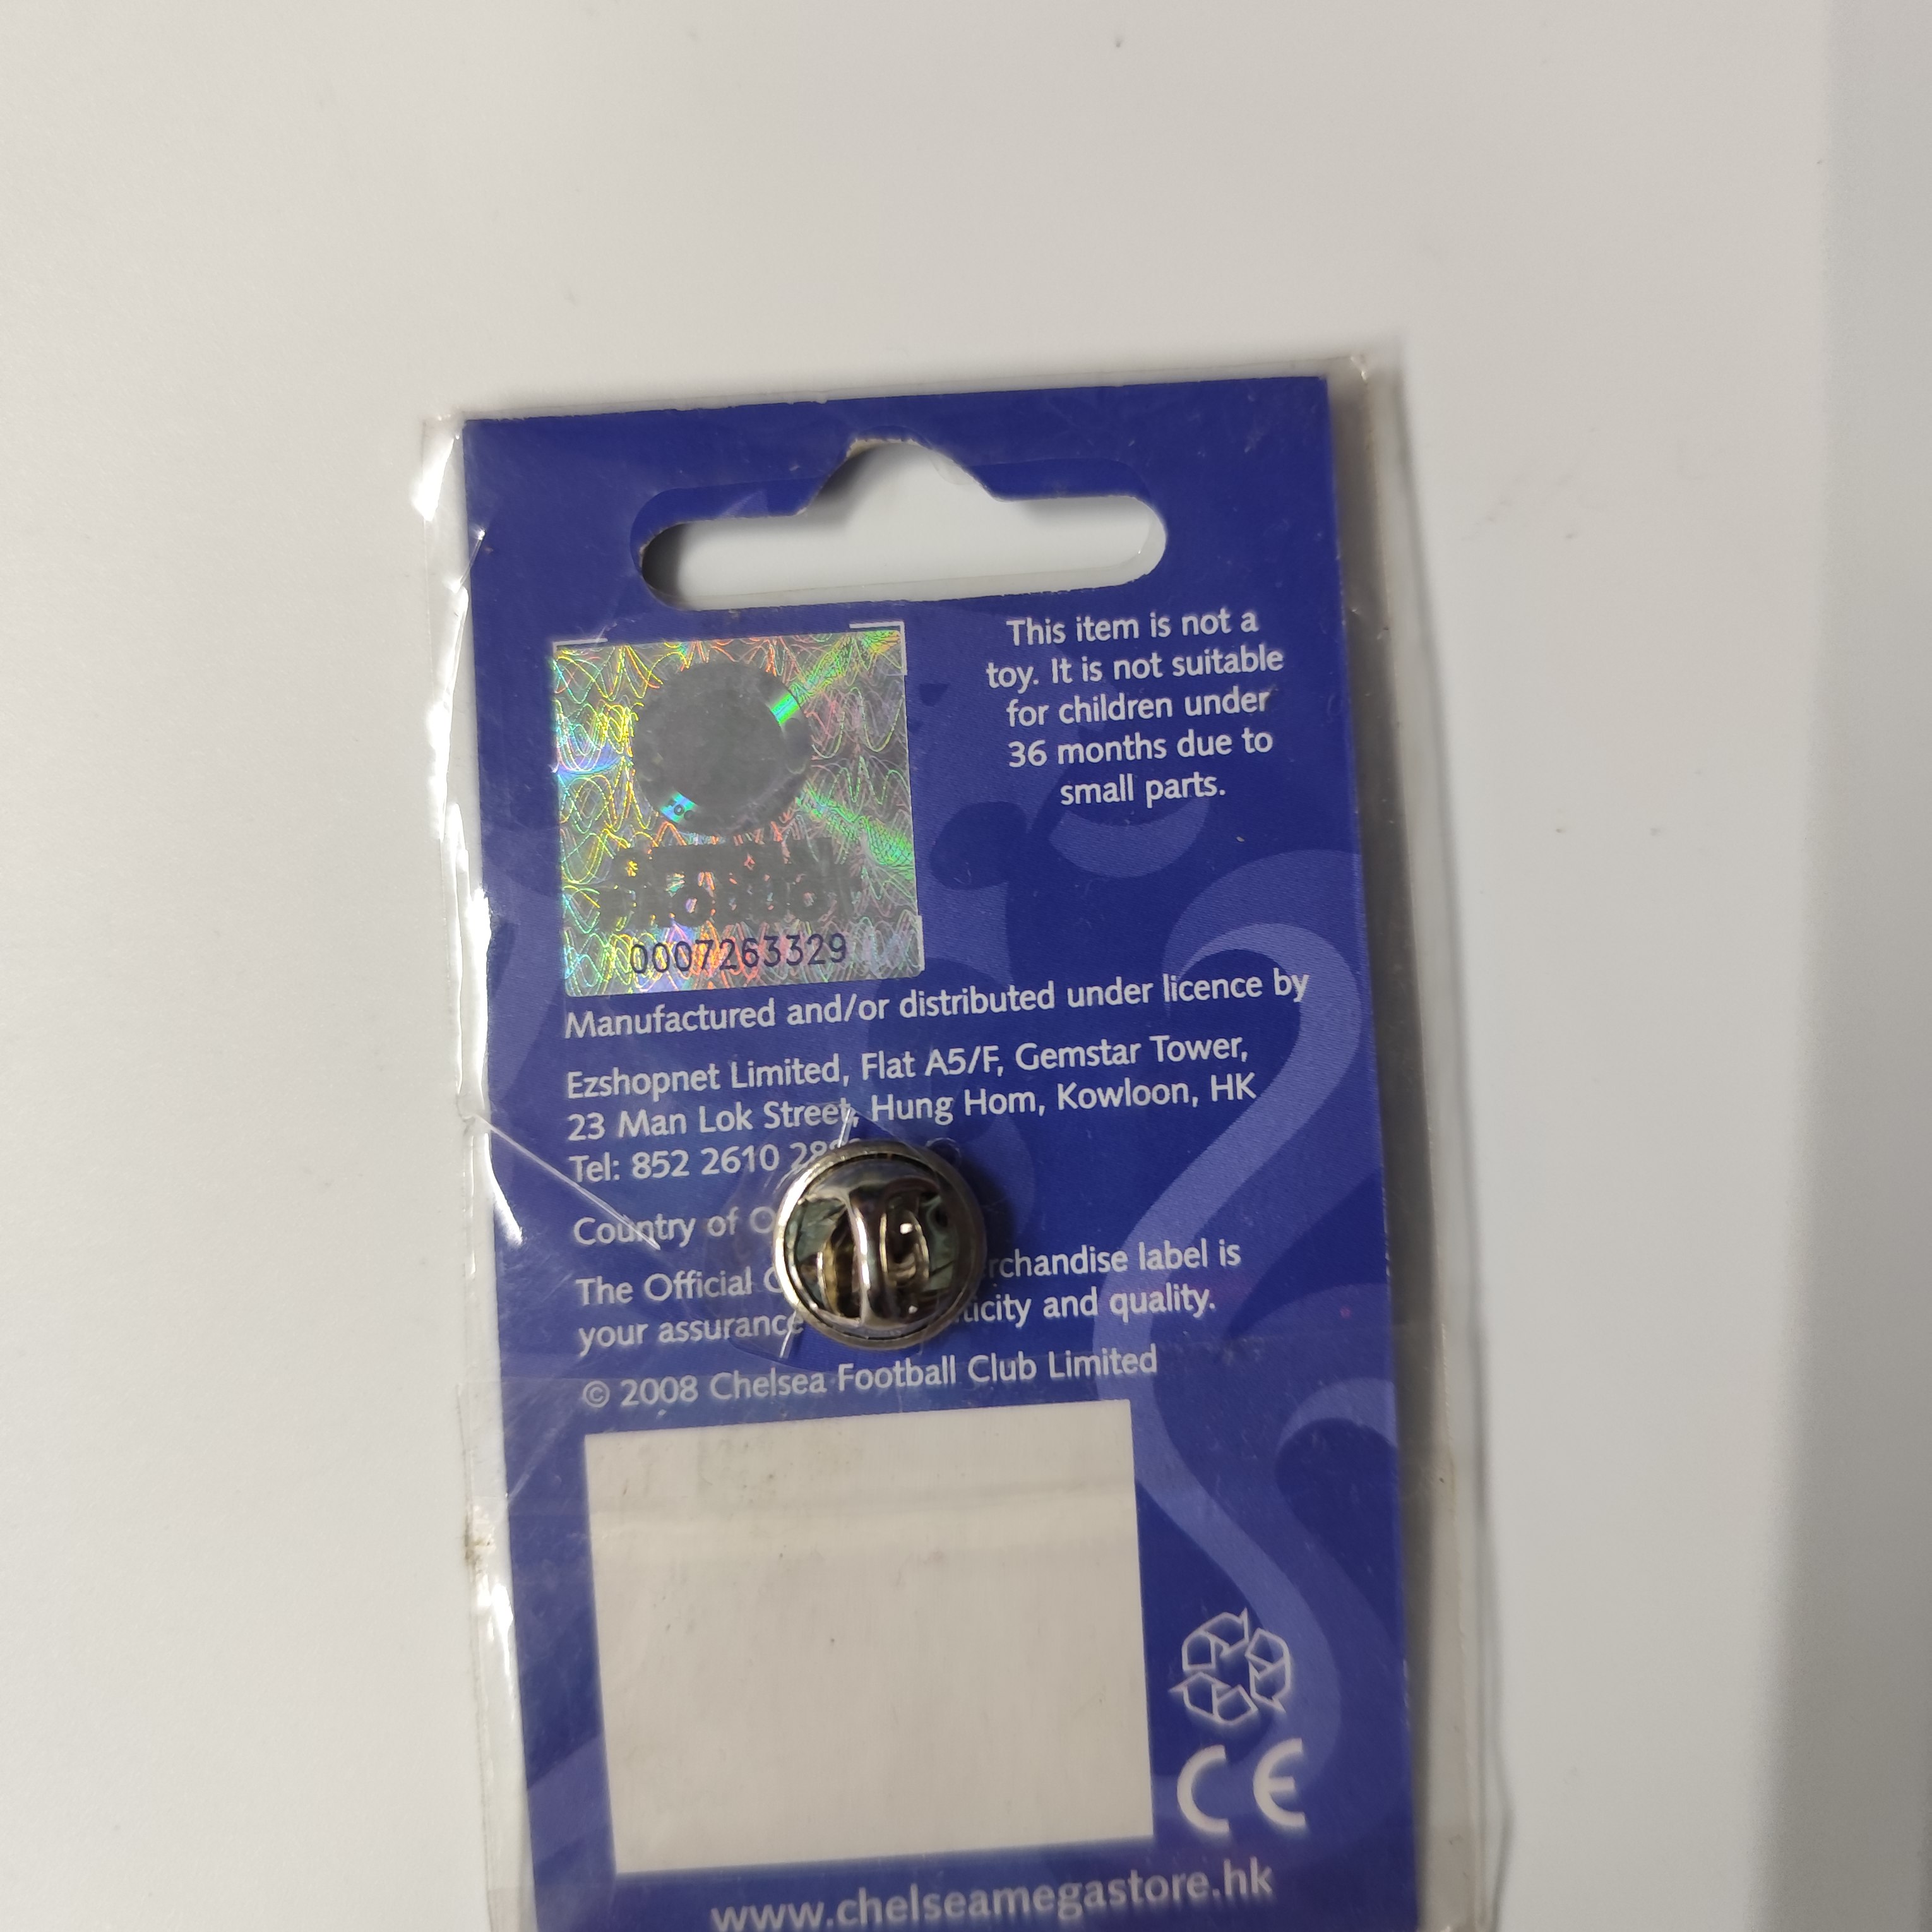 This item is not a
toy. It is not suitable
for children under
36 months due to
small parts.
0007263329
Manufactured and/or distributed under licence by
Ezshopnet Limited, Flat A5/F, Gemstar Tower,
23 Man Lok Street, Hung Hom, Kowloon, HK
Tel: 852 2610
Country of
The Official label is
your assurance and quality.
© 2008 Chelsea Football Club Limited
CE
www.chelseamegastore.hk